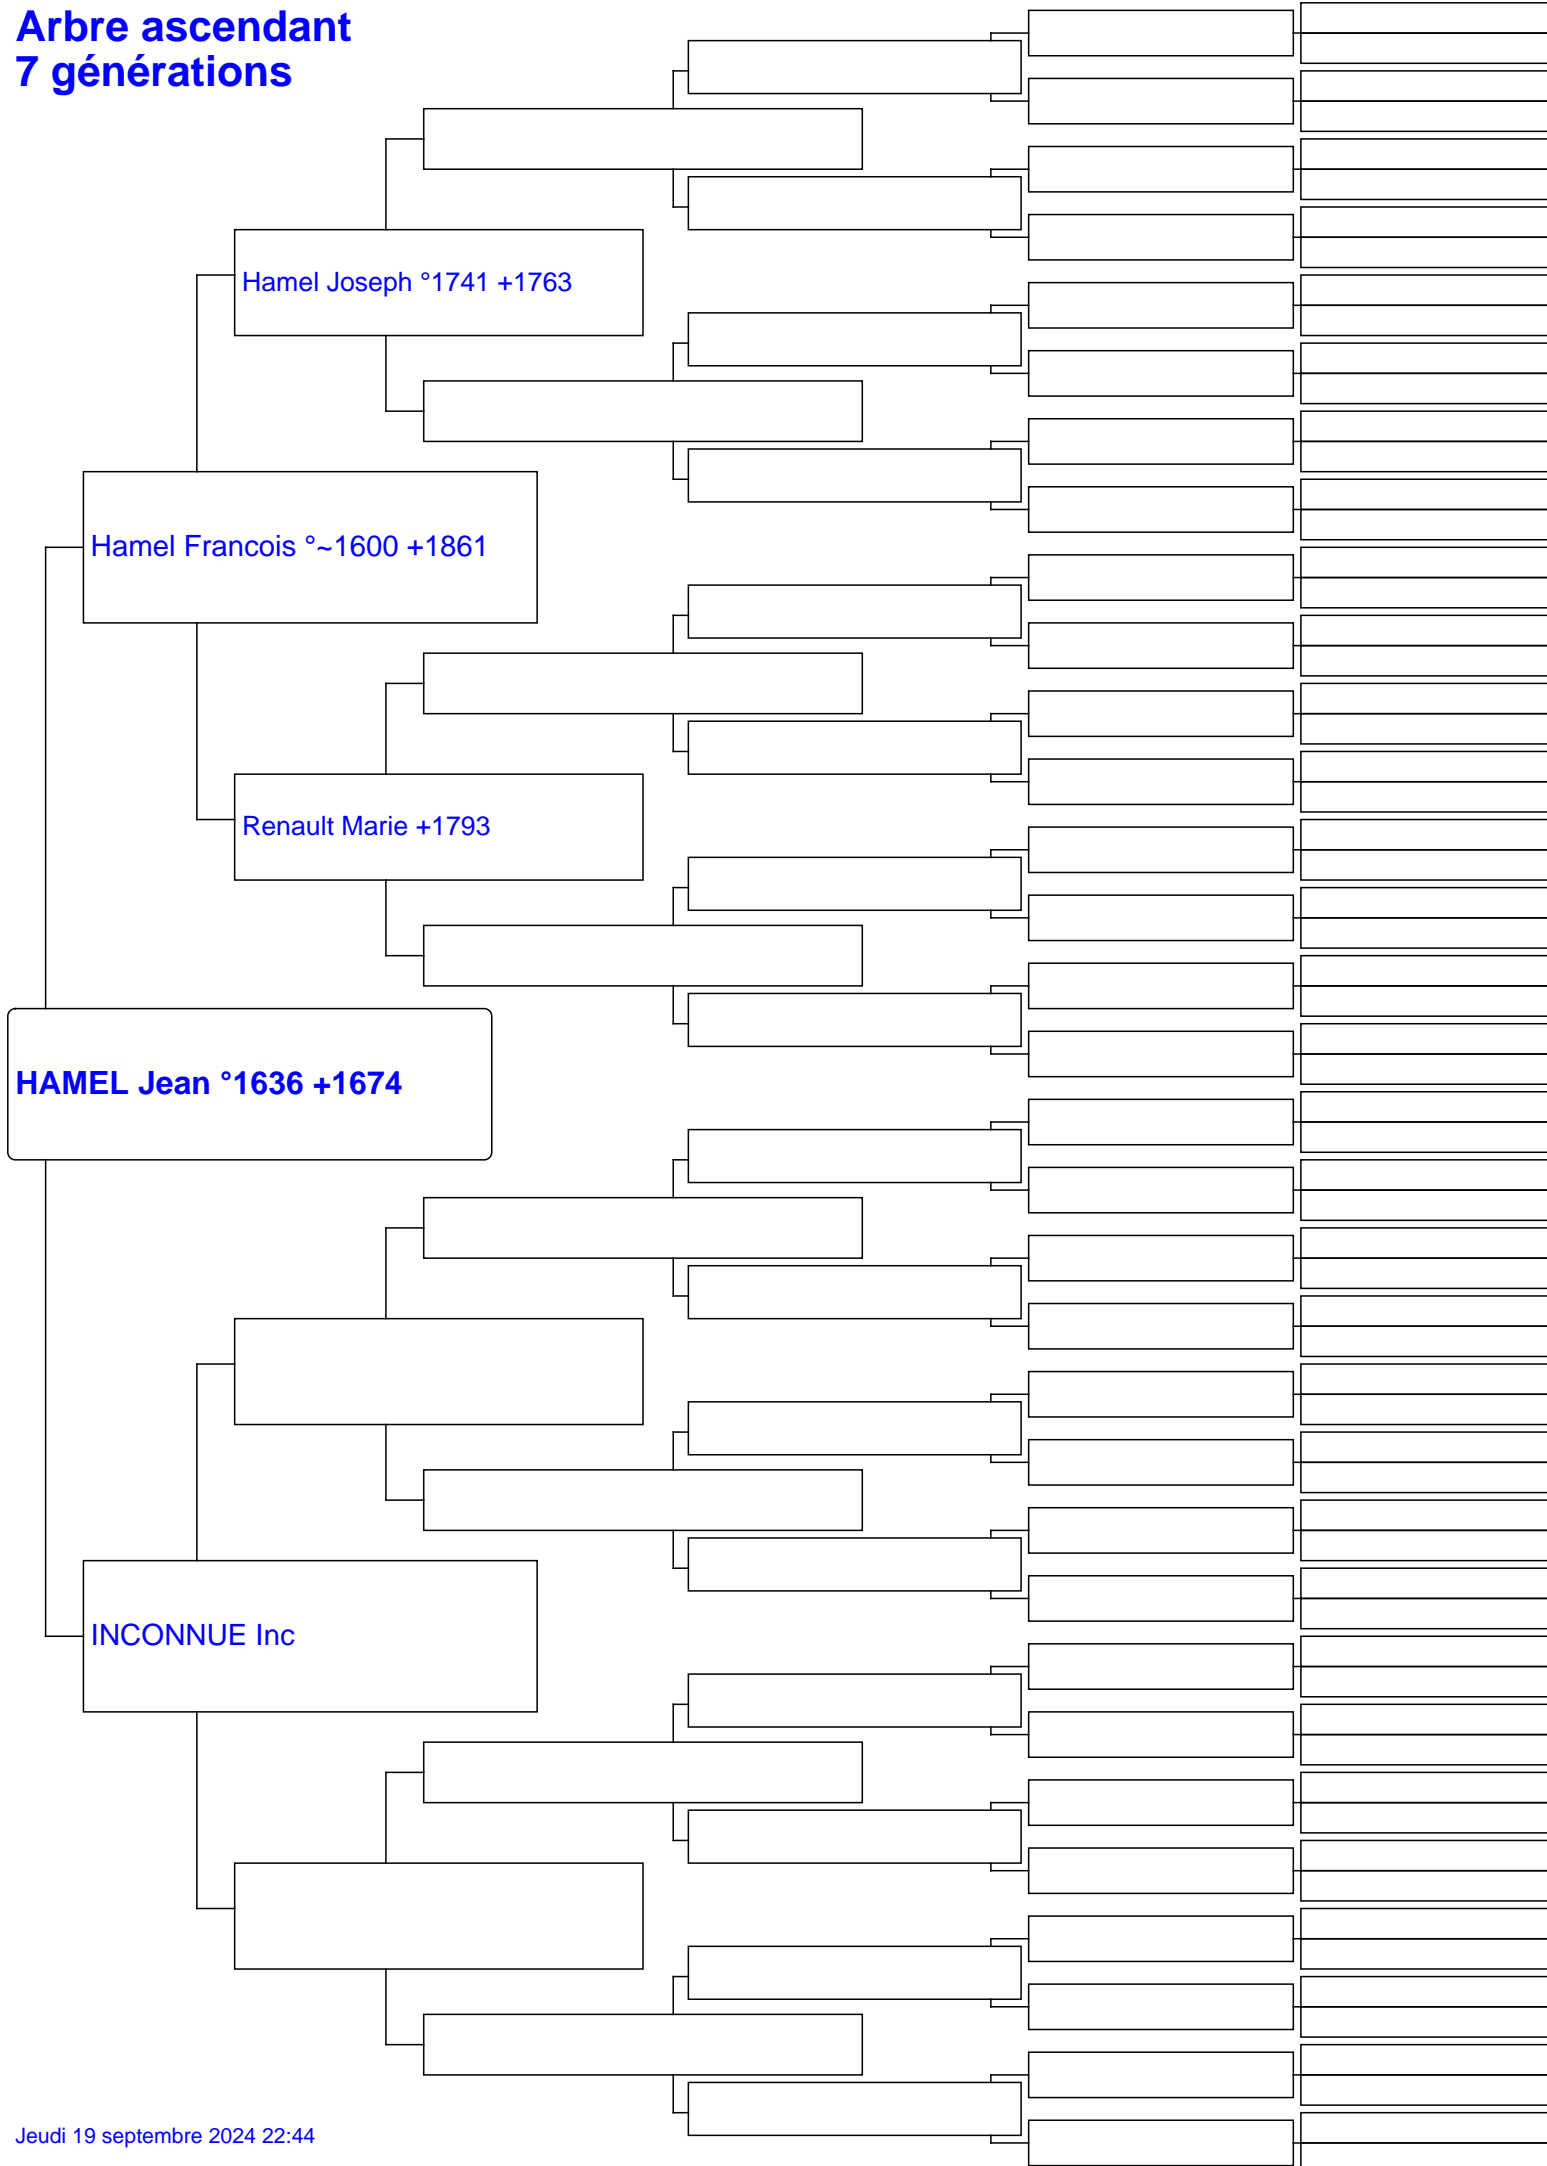 Arbre ascendant
7 générations
Hamel Joseph °1741 +1763
Hamel Francois °~1600 +1861
Renault Marie +1793
HAMEL Jean °1636 +1674
INCONNUE Inc
Jeudi 19 septembre 2024 22:44